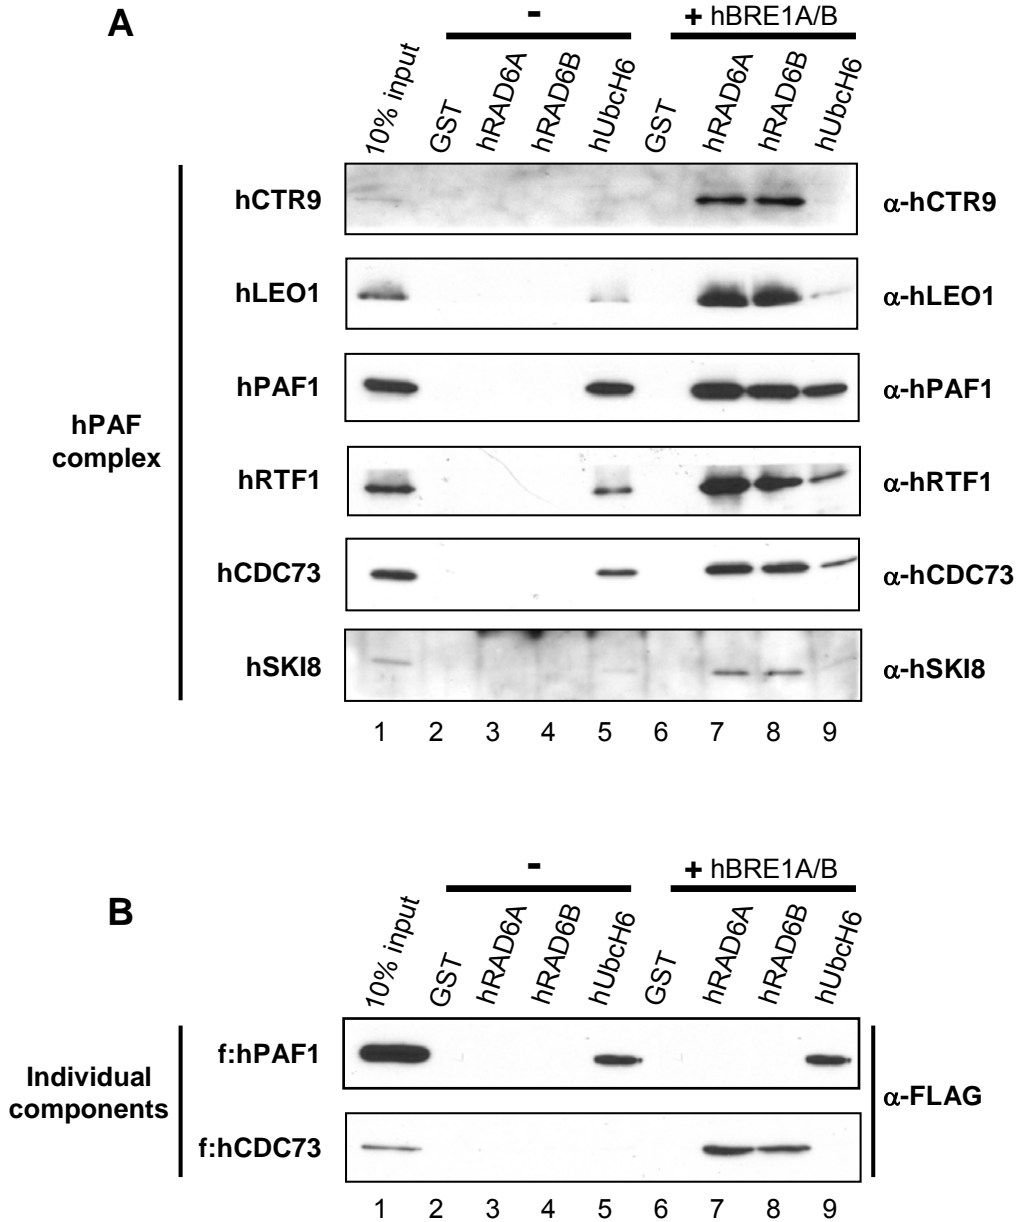 A
-
+ hBRE1A/B
10% input GST hRAD6A hRAD6B hUbcH6 GST hRAD6A hRAD6B hUbcH6
hCTR9 α-hCTR9
hLEO1 α-hLEO1
hPAF1 α-hPAF1
hPAF
complex
hRTF1 α-hRTF1
hCDC73 α-hCDC73
hSKI8 α-hSKI8
1 2 3 4 5 6 7 8 9
B
-
+ hBRE1A/B
10% input GST hRAD6A hRAD6B hUbcH6 GST hRAD6A hRAD6B hUbcH6
f:hPAF1
Individual
components
α-FLAG
f:hCDC73
1 2 3 4 5 6 7 8 9